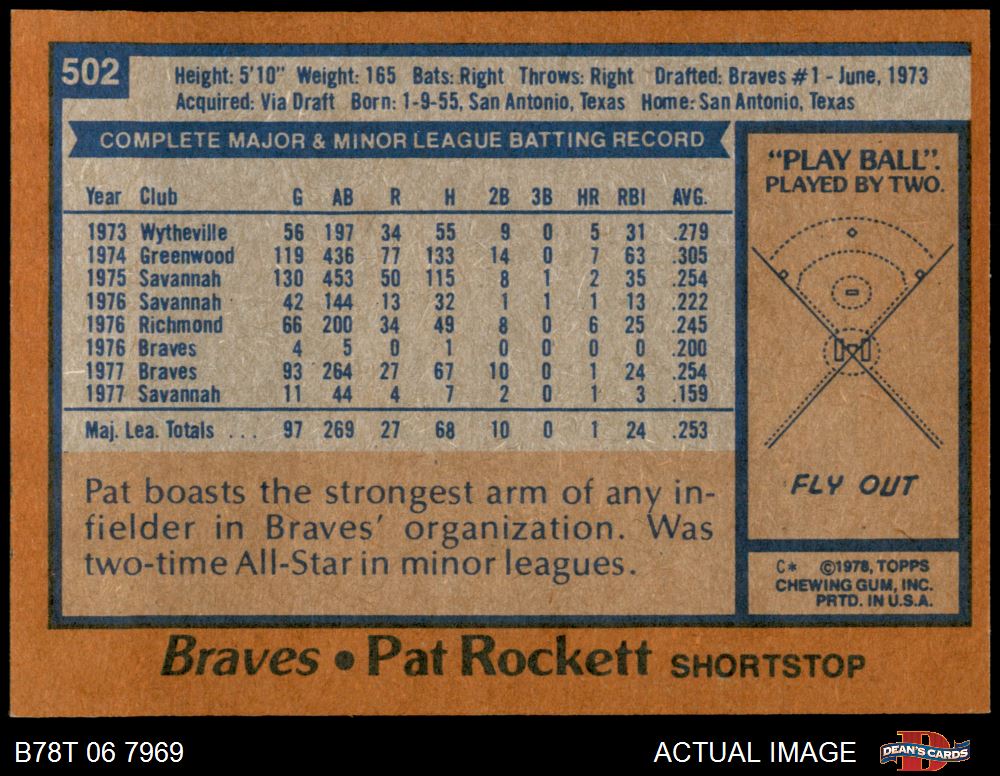 502
Height: 5'10" Weight: 165 Bats: Right Throws: Right Drafted: Braves #1 - June, 1973
Acquired: Via Draft Born: 1-9-55, San Antonio, Texas Home: San Antonio, Texas
COMPLETE MAJOR & MINOR LEAGUE BATTING RECORD
Year Club G AB R H 2B 3B HR RBI AVG.
1973 Wytheville 56 197 34 55 9 0 5 31 .279
1974 Greenwood 119 436 77 133 14 0 7 63 .305
1975 Savannah 130 453 50 115 8 1 2 35 .254
1976 Savannah 42 144 13 32 1 1 1 13 .222
1976 Richmond 66 200 34 49 8 0 6 25 .245
1976 Braves 4 5 0 1 0 0 0 0 .200
1977 Braves 93 264 27 67 10 0 1 24 .254
1977 Savannah 11 44 4 7 2 0 1 3 .159
Maj. Lea. Totals ... 97 269 27 68 10 0 1 24 .253
Pat boasts the strongest arm of any in-
fielder in Braves' organization. Was
two-time All-Star in minor leagues.
"PLAY BALL".
PLAYED BY TWO.
FLY OUT
C* ©1978, TOPPS
CHEWING GUM, INC.
PRTD. IN U.S.A.
Braves • Pat Rockett SHORTSTOP
B78T 06 7969
ACTUAL IMAGE
DEAN'S CARDS